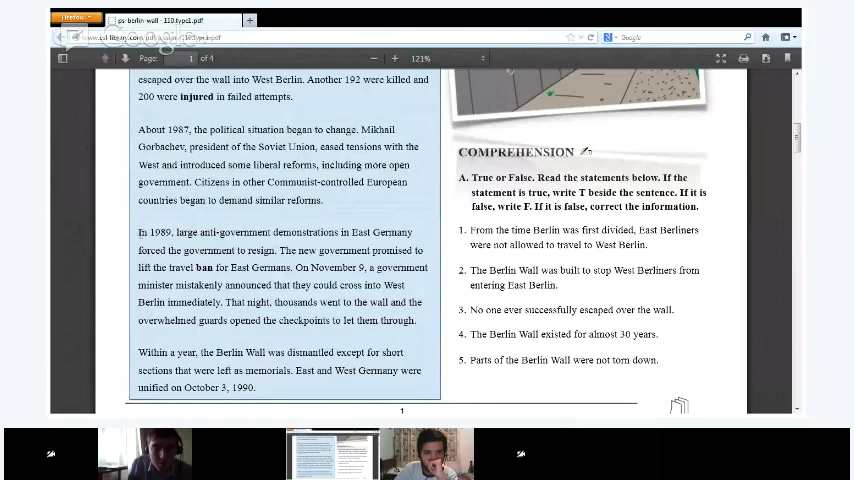 Firefox
ps-berlin-wall - 110.type1.pdf
Google
Page: 1 of 4
121%
escaped over the wall into West Berlin. Another 192 were killed and
200 were injured in failed attempts.
About 1987, the political situation began to change. Mikhail
Gorbachev, president of the Soviet Union, eased tensions with the
West and introduced some liberal reforms, including more open
government. Citizens in other Communist-controlled European
countries began to demand similar reforms.
In 1989, large anti-government demonstrations in East Germany
forced the government to resign. The new government promised to
lift the travel ban for East Germans. On November 9, a government
minister mistakenly announced that they could cross into West
Berlin immediately. That night, thousands went to the wall and the
overwhelmed guards opened the checkpoints to let them through.
Within a year, the Berlin Wall was dismantled except for short
sections that were left as memorials. East and West Germany were
unified on October 3, 1990.
COMPREHENSION
A. True or False. Read the statements below. If the
statement is true, write T beside the sentence. If it is
false, write F. If it is false, correct the information.
1. From the time Berlin was first divided, East Berliners
were not allowed to travel to West Berlin.
2. The Berlin Wall was built to stop West Berliners from
entering East Berlin.
3. No one ever successfully escaped over the wall.
4. The Berlin Wall existed for almost 30 years.
5. Parts of the Berlin Wall were not torn down.
1